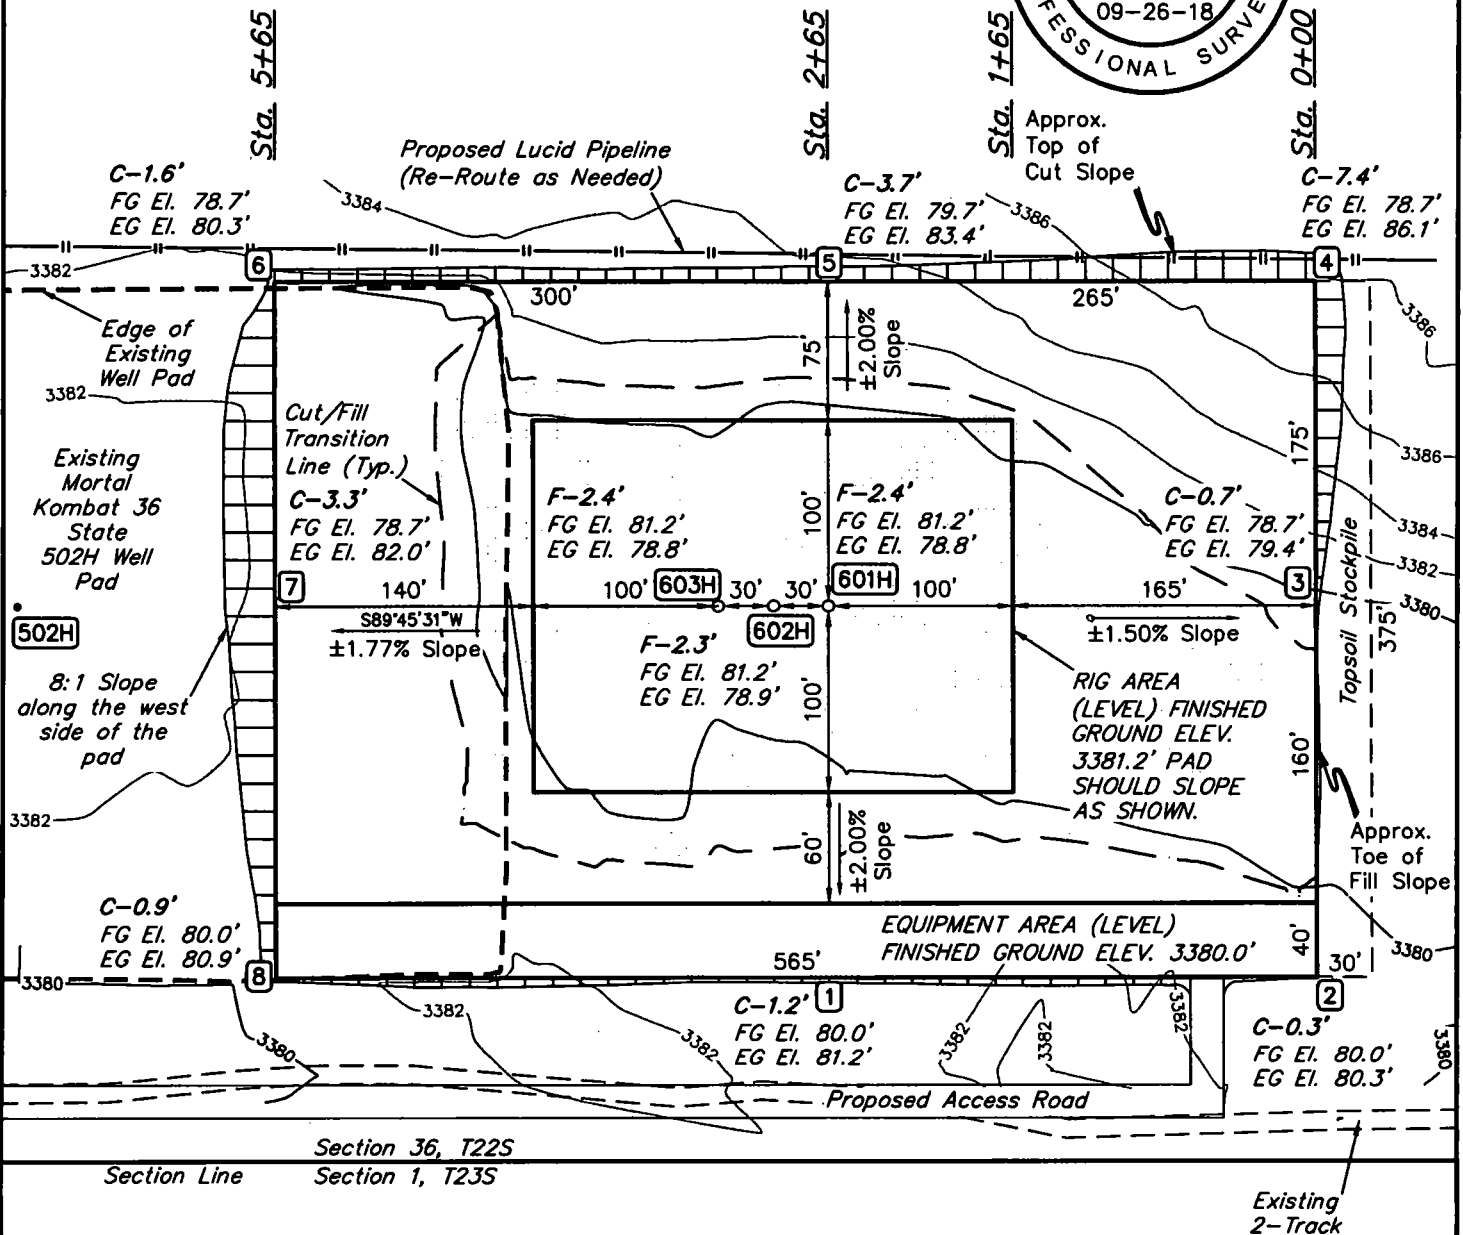 09-26-18
FESSIONAL SURVE
Sta. 5+65
Sta. 2+65
Sta. 1+65
Sta. 0+00
Approx.
Top of
Cut Slope
Proposed Lucid Pipeline
(Re-Route as Needed)
C-1.6'
FG El. 78.7'
EG El. 80.3'
C-3.7'
FG El. 79.7'
EG El. 83.4'
C-7.4'
FG El. 78.7'
EG El. 86.1'
3384
3386
3382
6
5
4
300'
265'
Edge of
Existing
Well Pad
75'
±2.00%
Slope
3386
3382
Cut/Fill
Transition
Line (Typ.)
Existing
Mortal
Kombat 36
State
502H Well
Pad
175'
3386
C-3.3'
FG El. 78.7'
EG El. 82.0'
F-2.4'
FG El. 81.2'
EG El. 78.8'
100'
F-2.4'
FG El. 81.2'
EG El. 78.8'
C-0.7'
FG El. 78.7'
EG El. 79.4'
3384
3382
3380
7
140'
100'
603H
30'
30'
601H
100'
165'
3
502H
S89°45'31"W
±1.77% Slope
602H
±1.50% Slope
Topsoil Stockpile
375'
F-2.3'
FG El. 81.2'
EG El. 78.9'
100'
8:1 Slope
along the west
side of the
pad
RIG AREA
(LEVEL) FINISHED
GROUND ELEV.
3381.2' PAD
SHOULD SLOPE
AS SHOWN.
160'
3382
60'
±2.00%
Slope
Approx.
Toe of
Fill Slope
C-0.9'
FG El. 80.0'
EG El. 80.9'
EQUIPMENT AREA (LEVEL)
FINISHED GROUND ELEV. 3380.0'
40'
3380
3380
8
565'
30'
1
2
C-1.2'
FG El. 80.0'
EG El. 81.2'
C-0.3'
FG El. 80.0'
EG El. 80.3'
3382
3382
3382
3382
3382
3380
3380
Proposed Access Road
Section 36, T22S
Section Line
Section 1, T23S
Existing
2-Track